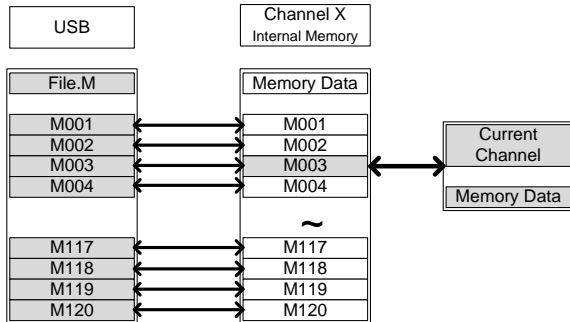 USB
Channel X
Internal Memory
File.M
Memory Data
M001
M001
M002
M002
M003
M003
M004
M004
Current
Channel
Memory Data
~
M117
M117
M118
M118
M119
M119
M120
M120